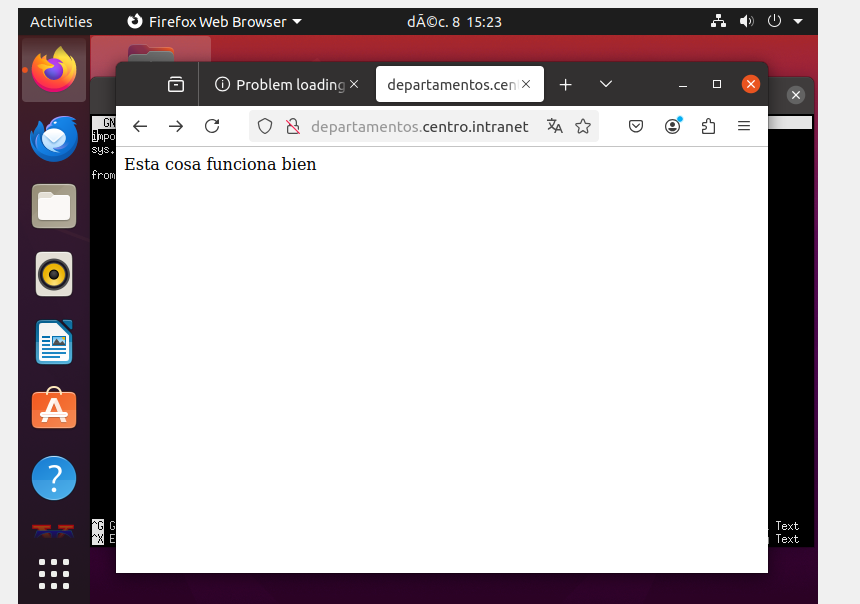 Activities Firefox Web Browser dÃ©c. 8 15:23
Problem loading departamentos.cent
departamentos.centro.intranet
Esta cosa funciona bien
GN
impo
sys.
from
^G G Text
^X E Text